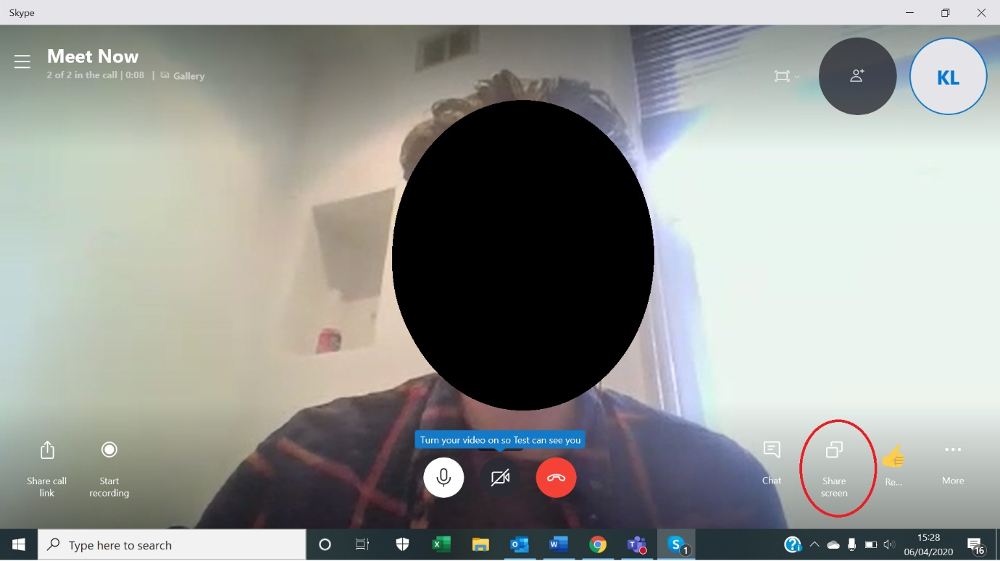 Skype
Meet Now
2 of 2 in the call | 0:08 | Gallery
KL
Turn your video on so Test can see you
Share call
link
Start
recording
Chat
Share
screen
Re...
More
Type here to search
1
15:28
06/04/2020
16